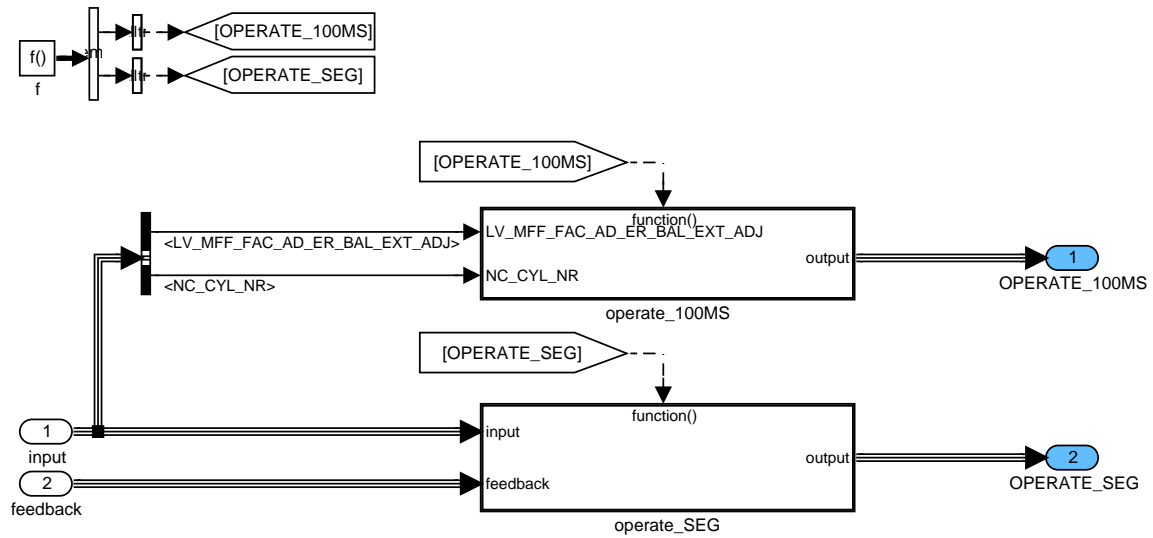 [OPERATE_100MS]
f()
f
[OPERATE_SEG]
[OPERATE_100MS]
function()
LV_MFF_FAC_AD_ER_BAL_EXT_ADJ
<LV_MFF_FAC_AD_ER_BAL_EXT_ADJ>
output
1
NC_CYL_NR
<NC_CYL_NR>
OPERATE_100MS
operate_100MS
[OPERATE_SEG]
function()
1
input
input
output
2
2
feedback
feedback
OPERATE_SEG
operate_SEG